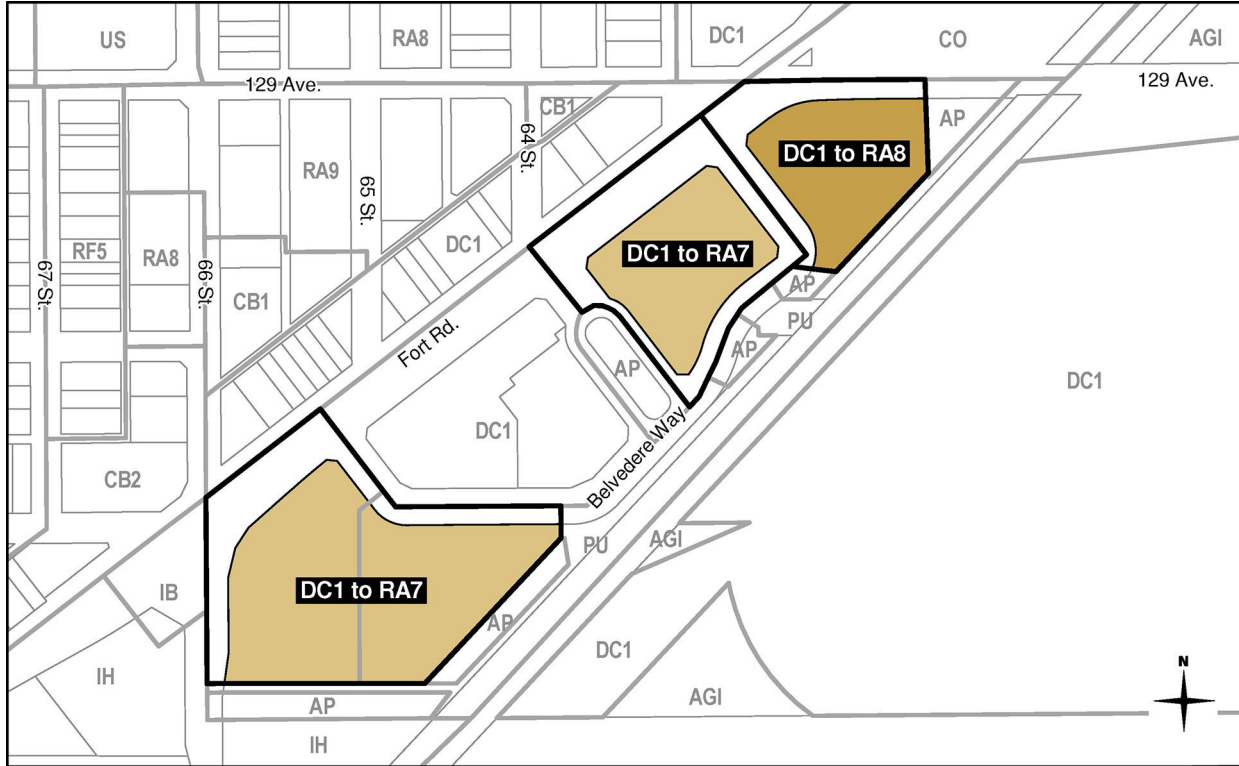 US
RA8
DC1
CO
AGI
129 Ave.
129 Ave.
CB1
AP
64 St.
DC1 to RA8
RA9
65 St.
RF5
RA8
DC1
DC1 to RA7
67 St.
66 St.
CB1
AP
PU
Fort Rd.
AP
AP
DC1
DC1
Belvedere Way
CB2
PU
AGI
DC1 to RA7
IB
AP
DC1
IH
AGI
AP
IH
N